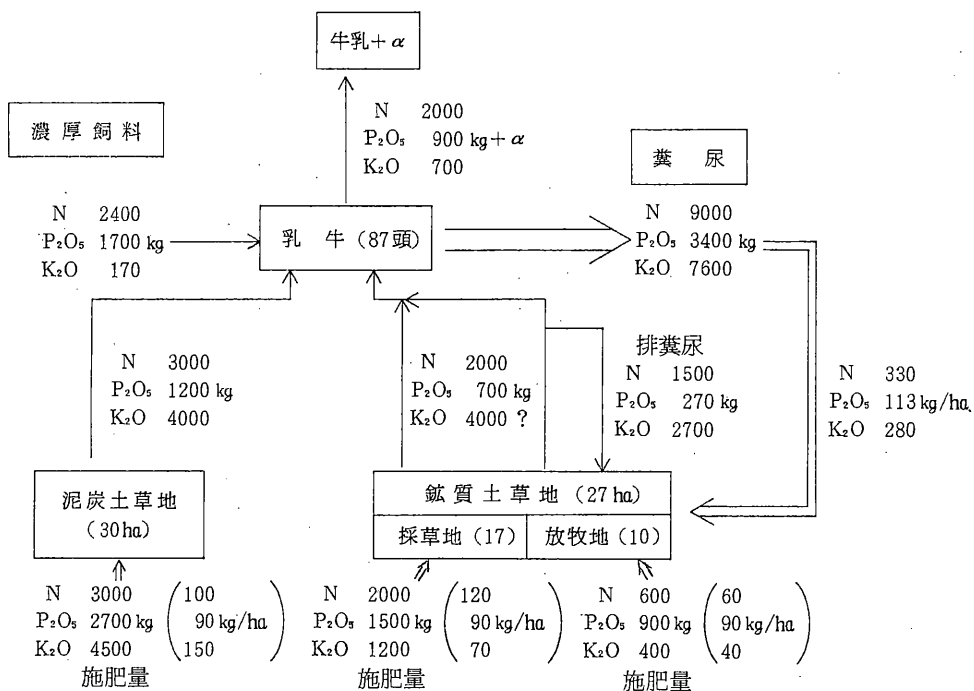 牛乳+α
N 2000
P₂O₅ 900 kg+α
K₂O 700
濃厚飼料
N 2400
P₂O₅ 1700 kg
K₂O 170
乳牛(87頭)
糞尿
N 9000
P₂O₅ 3400 kg
K₂O 7600
N 3000
P₂O₅ 1200 kg
K₂O 4000
N 2000
P₂O₅ 700 kg
K₂O 4000 ?
排糞尿
N 1500
P₂O₅ 270 kg
K₂O 2700
N 330
P₂O₅ 113 kg/ha
K₂O 280
泥炭土草地
(30ha)
鉱質土草地(27ha)
採草地(17)
放牧地(10)
N 3000 (100
P₂O₅ 2700 kg 90 kg/ha
K₂O 4500 150)
施肥量
N 2000 (120
P₂O₅ 1500 kg 90 kg/ha
K₂O 1200 70)
施肥量
N 600 (60
P₂O₅ 900 kg 90 kg/ha
K₂O 400 40)
施肥量